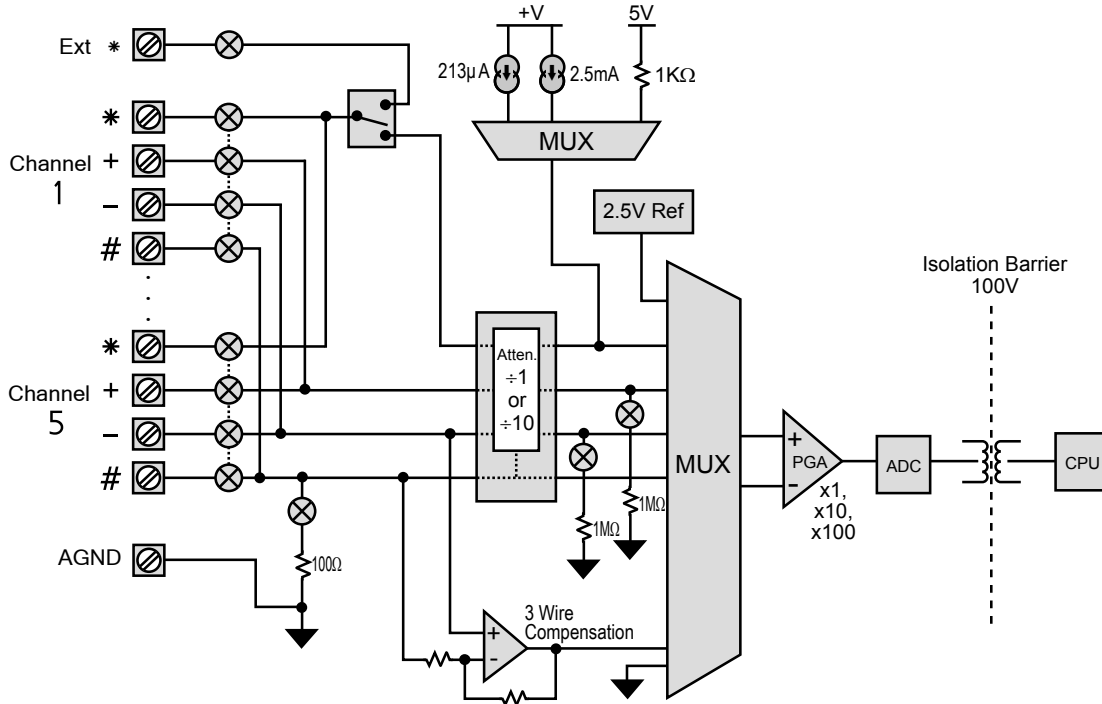 Ext *
+V
5V
213µA
2.5mA
1KΩ
MUX
*
Channel
1
+
–
#
2.5V Ref
Isolation Barrier
100V
*
Channel
5
+
–
#
Atten.
÷1
or
÷10
MUX
+
–
PGA
x1,
x10,
x100
ADC
CPU
1MΩ
1MΩ
100Ω
AGND
3 Wire
Compensation
+
-